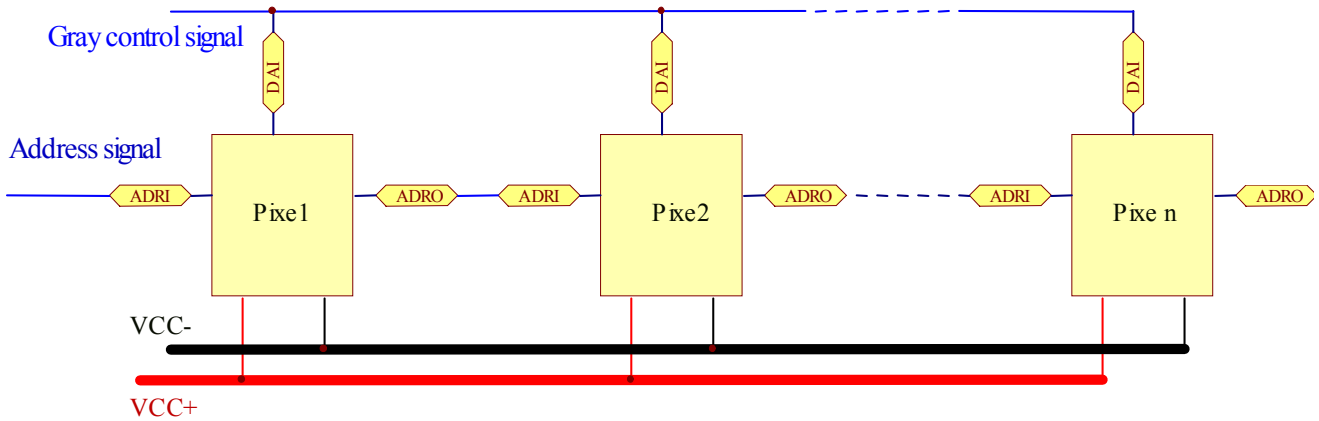 Gray control signal
DAI
DAI
DAI
Address signal
ADRI
Pixe1
ADRO
ADRI
Pixe2
ADRO
ADRI
Pixe n
ADRO
VCC-
VCC+